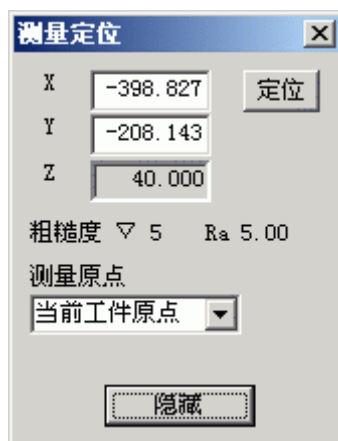 测量定位
X -398.827 定位
Y -208.143
Z 40.000
粗糙度 ▽ 5 Ra 5.00
测量原点
当前工件原点
隐藏